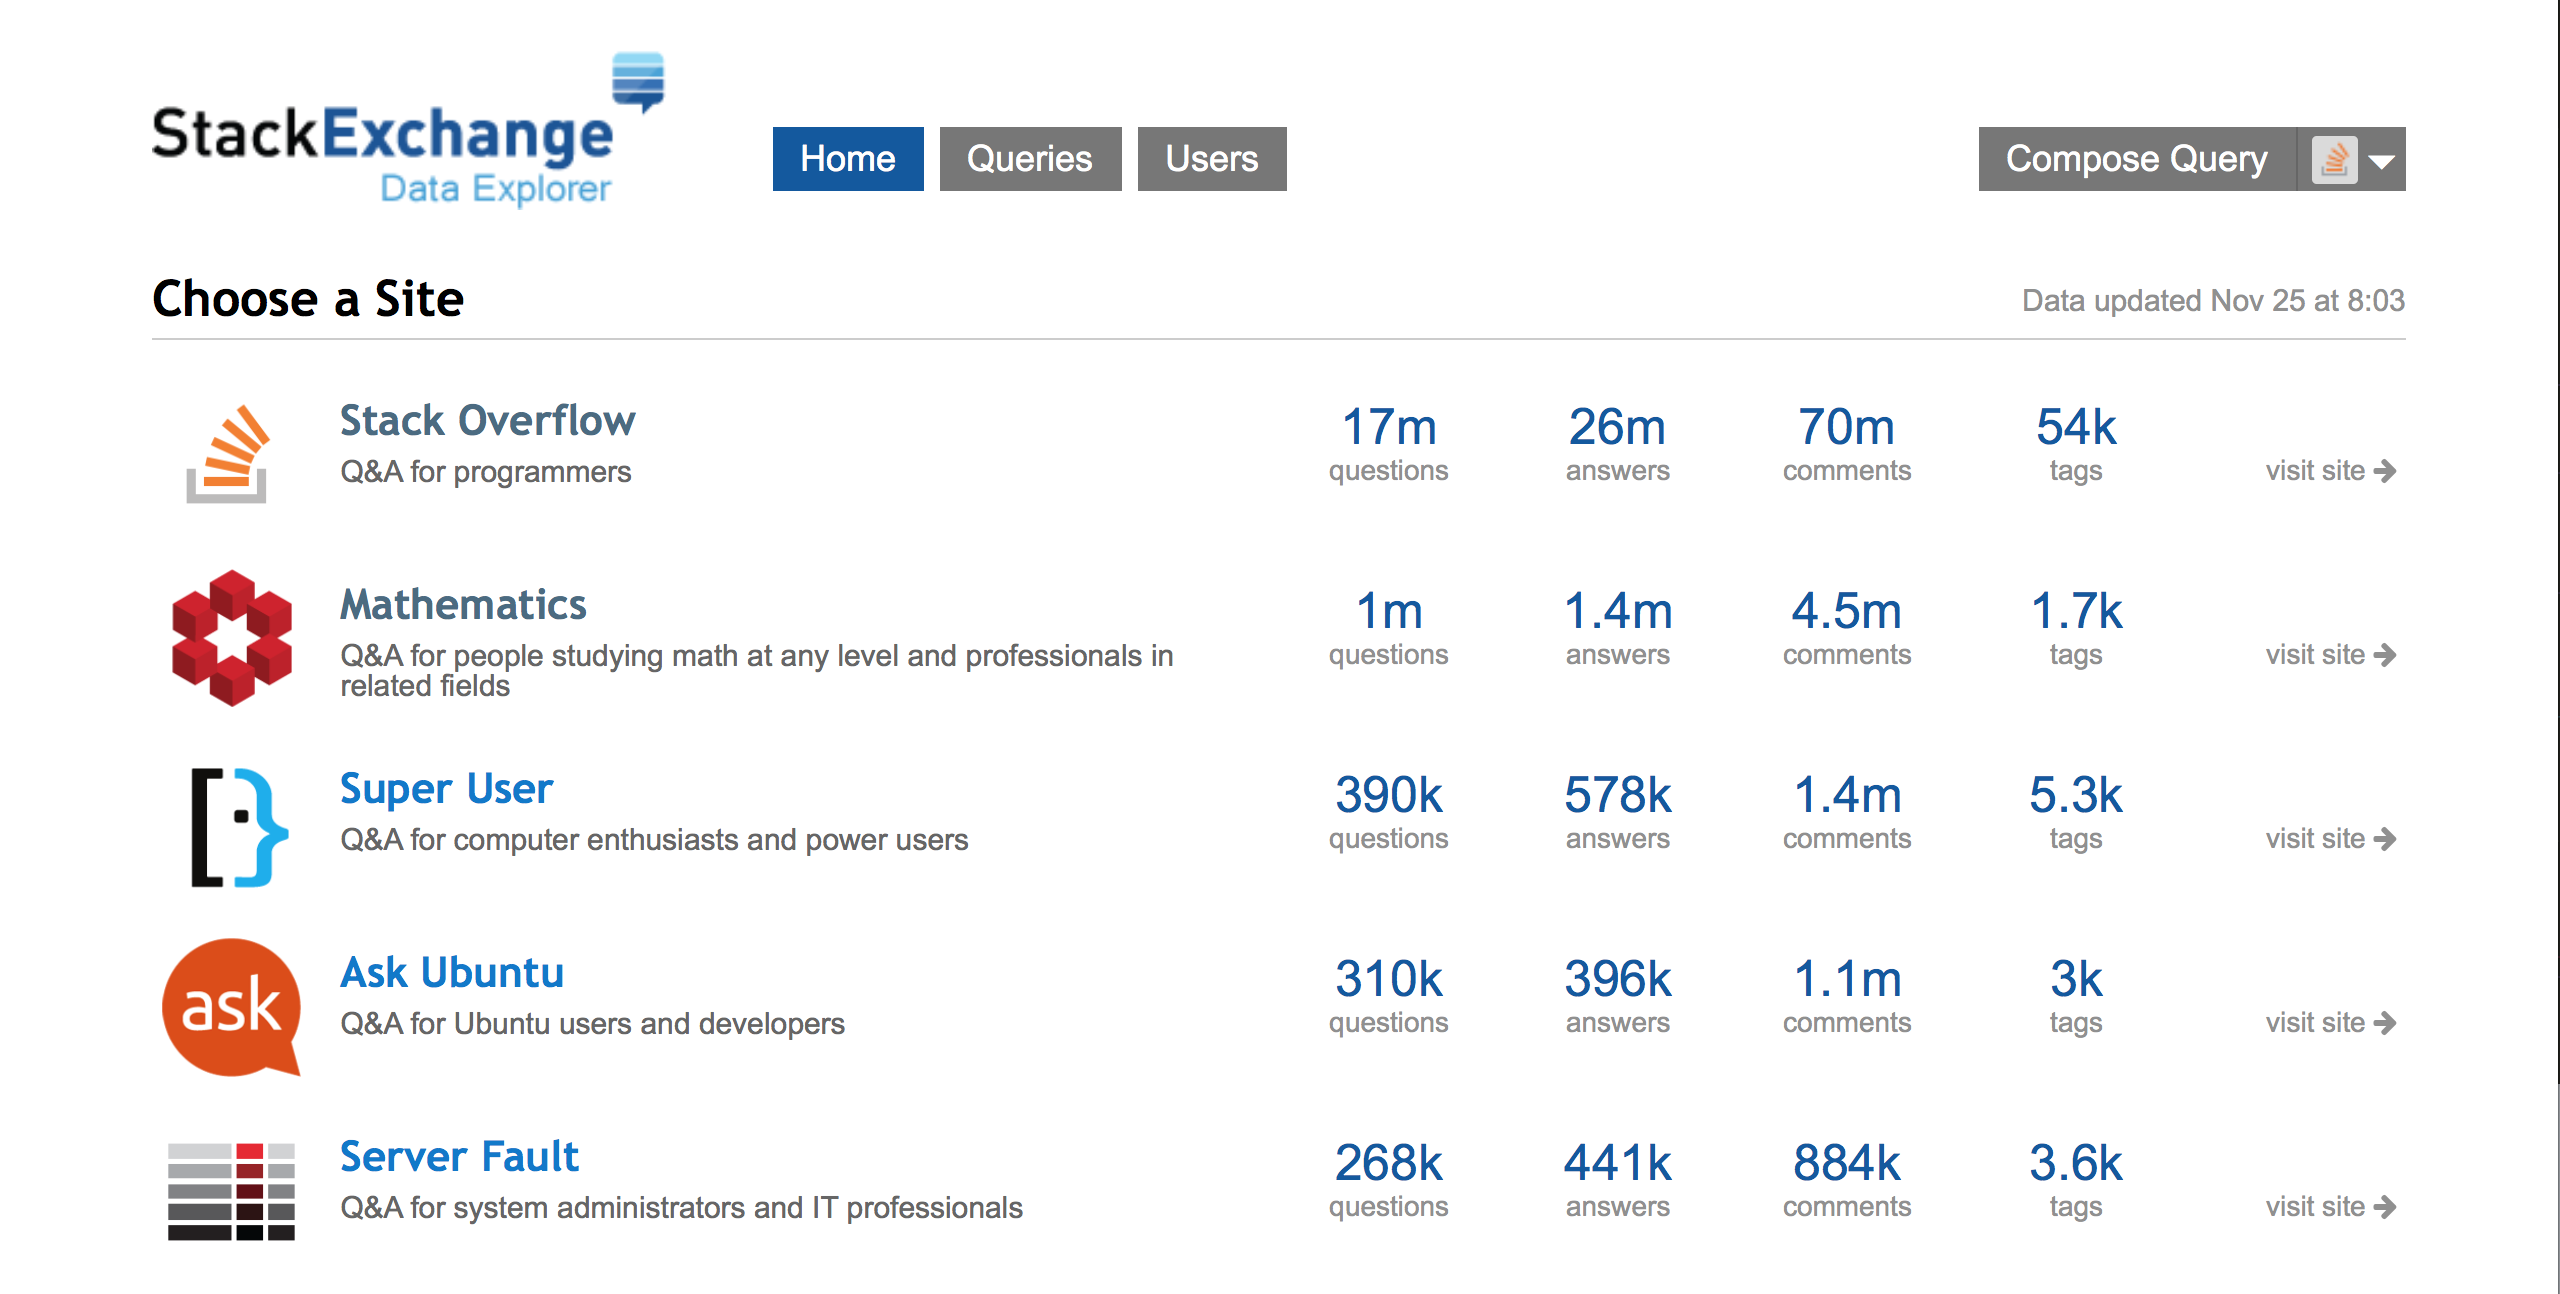 StackExchange
Data Explorer
Home Queries Users Compose Query
Choose a Site Data updated Nov 25 at 8:03
Stack Overflow 17m 26m 70m 54k
Q&A for programmers questions answers comments tags visit site
Mathematics 1m 1.4m 4.5m 1.7k
Q&A for people studying math at any level and professionals in questions answers comments tags visit site
related fields
Super User 390k 578k 1.4m 5.3k
Q&A for computer enthusiasts and power users questions answers comments tags visit site
Ask Ubuntu 310k 396k 1.1m 3k
ask
Q&A for Ubuntu users and developers questions answers comments tags visit site
Server Fault 268k 441k 884k 3.6k
Q&A for system administrators and IT professionals questions answers comments tags visit site